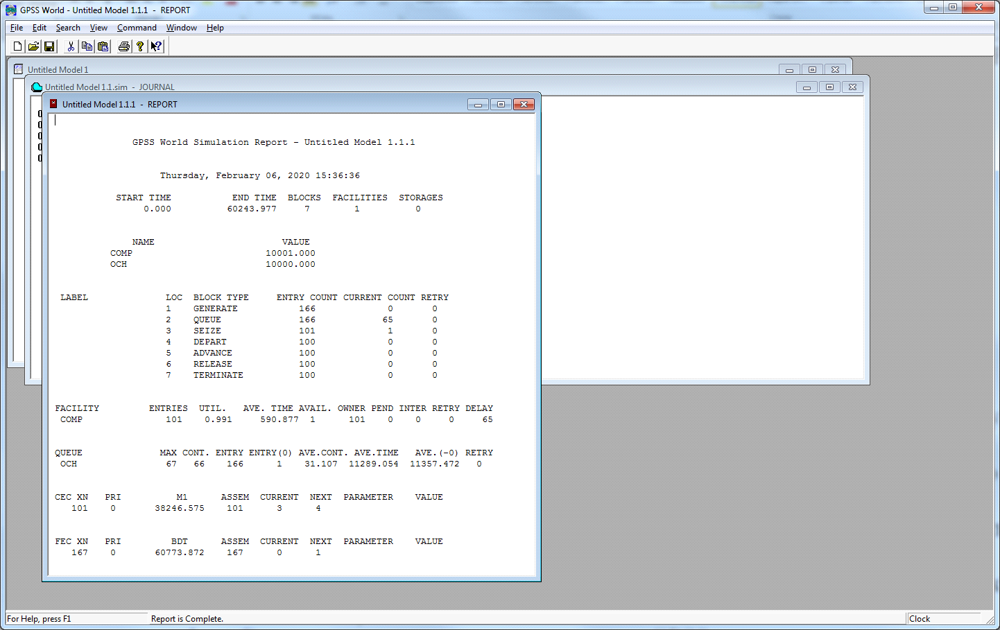 GPSS World - Untitled Model 1.1.1 - REPORT
File Edit Search View Command Window Help
Untitled Model 1
Untitled Model 1.1.sim - JOURNAL
Untitled Model 1.1.1 - REPORT
GPSS World Simulation Report - Untitled Model 1.1.1
Thursday, February 06, 2020 15:36:36
START TIME END TIME BLOCKS FACILITIES STORAGES
0.000 60243.977 7 1 0
NAME VALUE
COMP 10001.000
OCH 10000.000
LABEL LOC BLOCK TYPE ENTRY COUNT CURRENT COUNT RETRY
1 GENERATE 166 0 0
2 QUEUE 166 65 0
3 SEIZE 101 1 0
4 DEPART 100 0 0
5 ADVANCE 100 0 0
6 RELEASE 100 0 0
7 TERMINATE 100 0 0
FACILITY ENTRIES UTIL. AVE. TIME AVAIL. OWNER PEND INTER RETRY DELAY
COMP 101 0.991 590.877 1 101 0 0 0 65
QUEUE MAX CONT. ENTRY ENTRY(0) AVE.CONT. AVE.TIME AVE.(-0) RETRY
OCH 67 66 166 1 31.107 11289.054 11357.472 0
CEC XN PRI M1 ASSEM CURRENT NEXT PARAMETER VALUE
101 0 38246.575 101 3 4
FEC XN PRI BDT ASSEM CURRENT NEXT PARAMETER VALUE
167 0 60773.872 167 0 1
For Help, press F1 Report is Complete. Clock